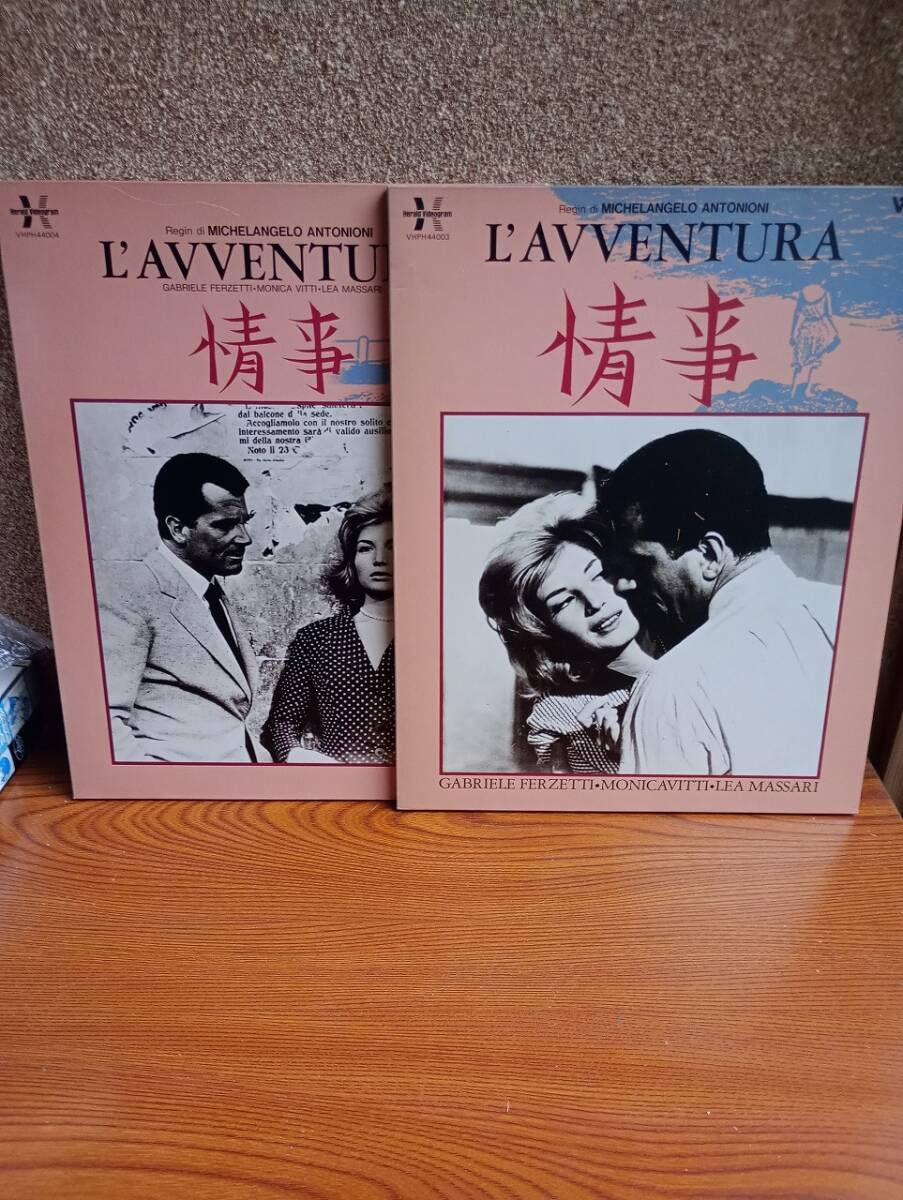 Herald Videogram
VHPH44004
Regin di MICHELANGELO ANTONIONI
L'AVVENTU
GABRIELE FERZETTI•MONICA VITTI•LEA MASSARI
情事
dal balcone d sede.
Accogliamolo con il nostro solito
Interessamento sarà di valido ausilio
mi della nostra
Noto lì 23
Herald Videogram
VHPH44003
Regin di MICHELANGELO ANTONIONI
L'AVVENTURA
情事
GABRIELE FERZETTI•MONICAVITTI•LEA MASSARI